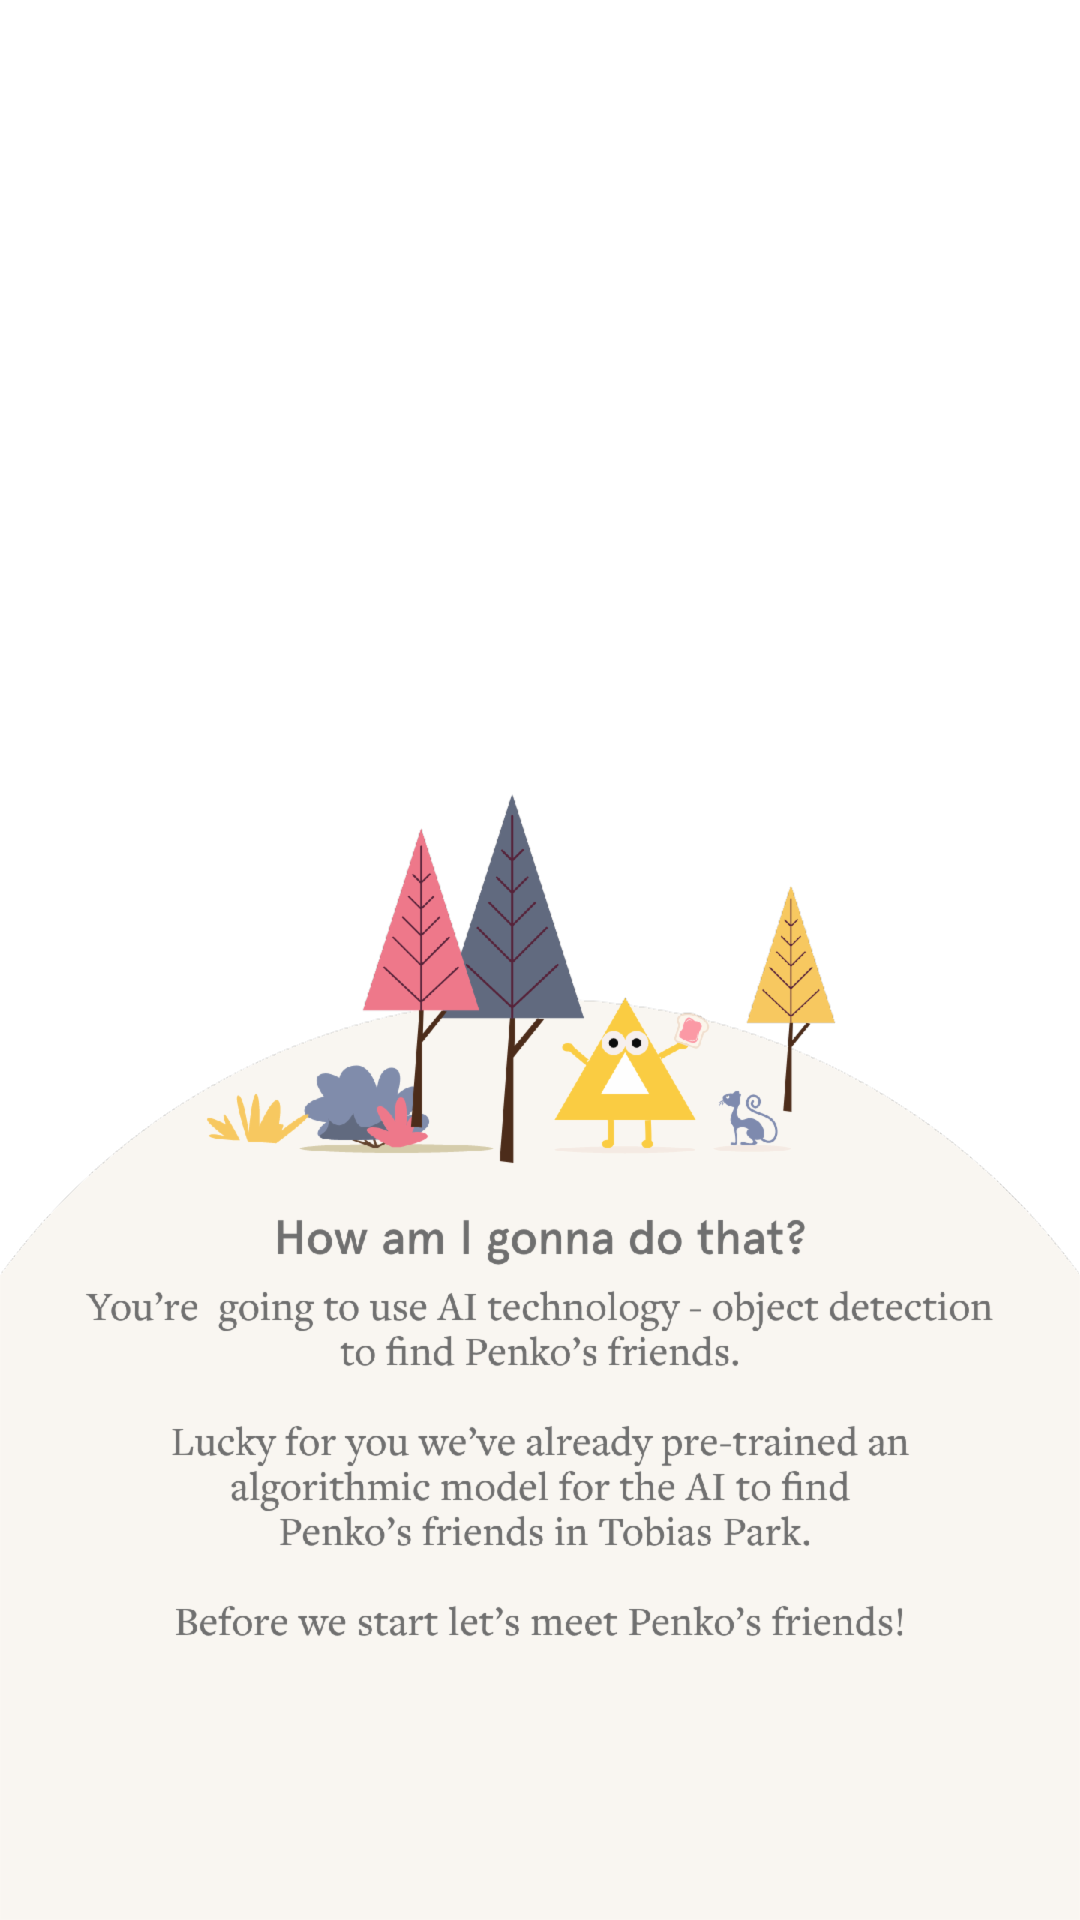 How am I gonna do that?
You're  going to use AI technology - object detection
to find Penko's friends.
Lucky for you we've already pre-trained an
algorithmic model for the AI to find
Penko's friends in Tobias Park.
Before we start let's meet Penko's friends!